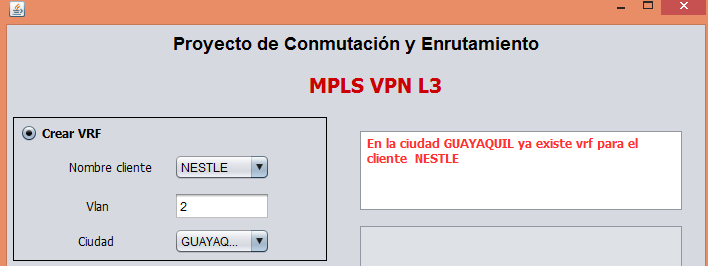 Proyecto de Conmutación y Enrutamiento
MPLS VPN L3
Crear VRF
Nombre cliente NESTLE
Vlan 2
Ciudad GUAYAQ...
En la ciudad GUAYAQUIL ya existe vrf para el
cliente NESTLE